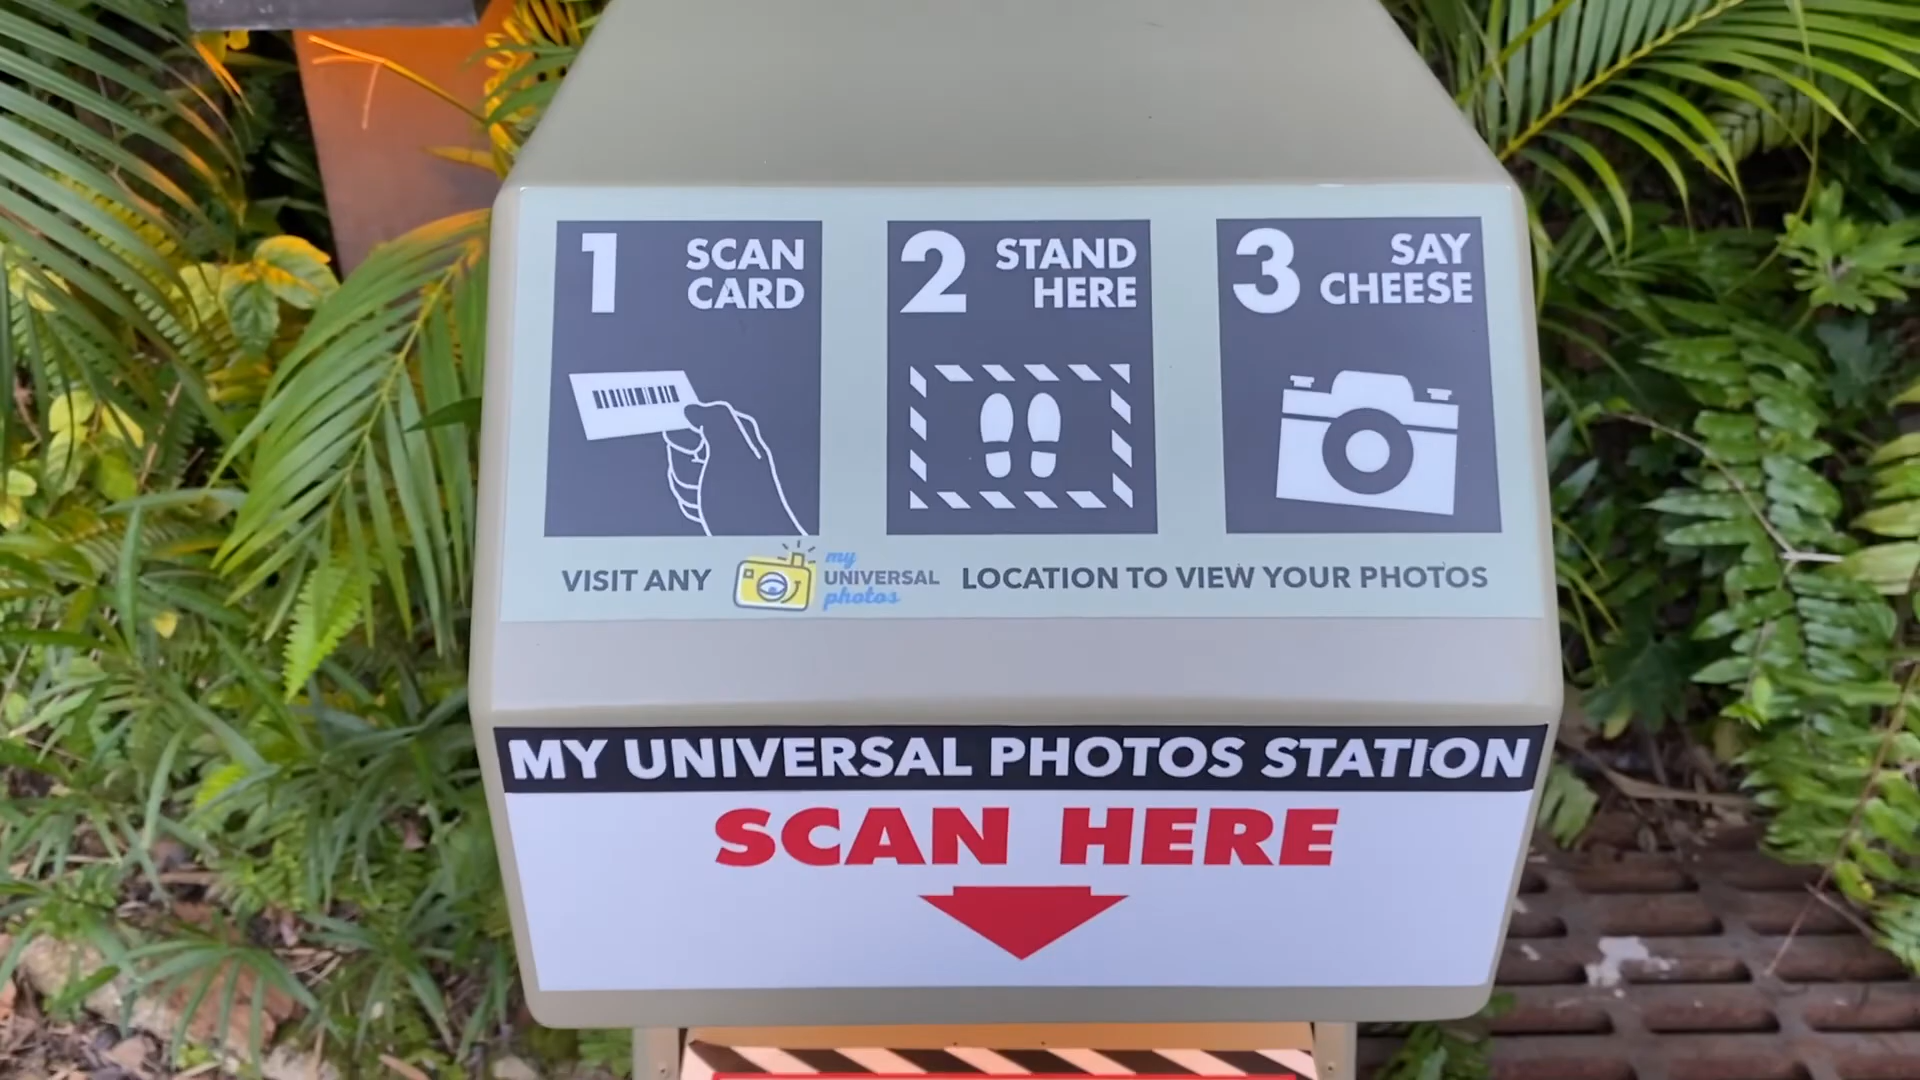 1 SCAN
CARD
2 STAND
HERE
3 SAY
CHEESE
VISIT ANY my UNIVERSAL photos LOCATION TO VIEW YOUR PHOTOS
MY UNIVERSAL PHOTOS STATION
SCAN HERE